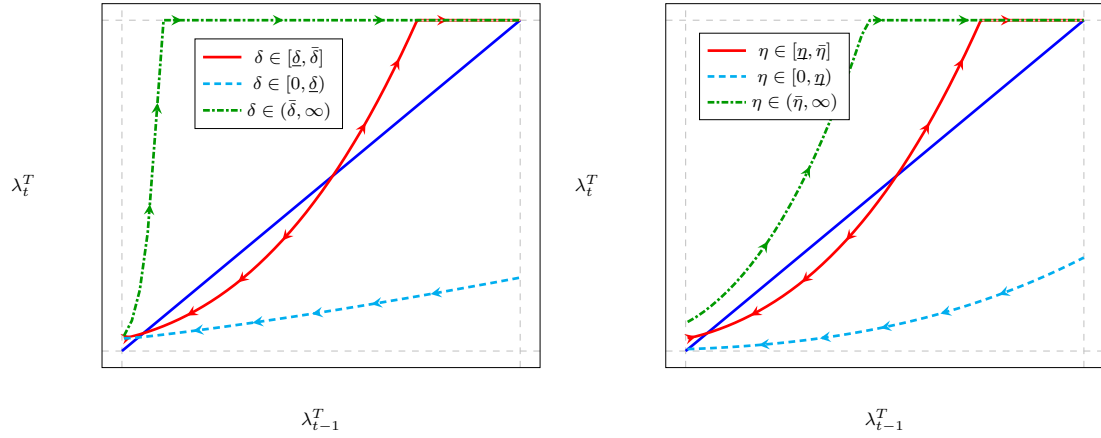 δ ∈ [δ̲, δ̄]
δ ∈ [0, δ̲)
δ ∈ (δ̄, ∞)
λ_t^T
λ_{t−1}^T
η ∈ [η̲, η̄]
η ∈ [0, η̲)
η ∈ (η̄, ∞)
λ_t^T
λ_{t−1}^T